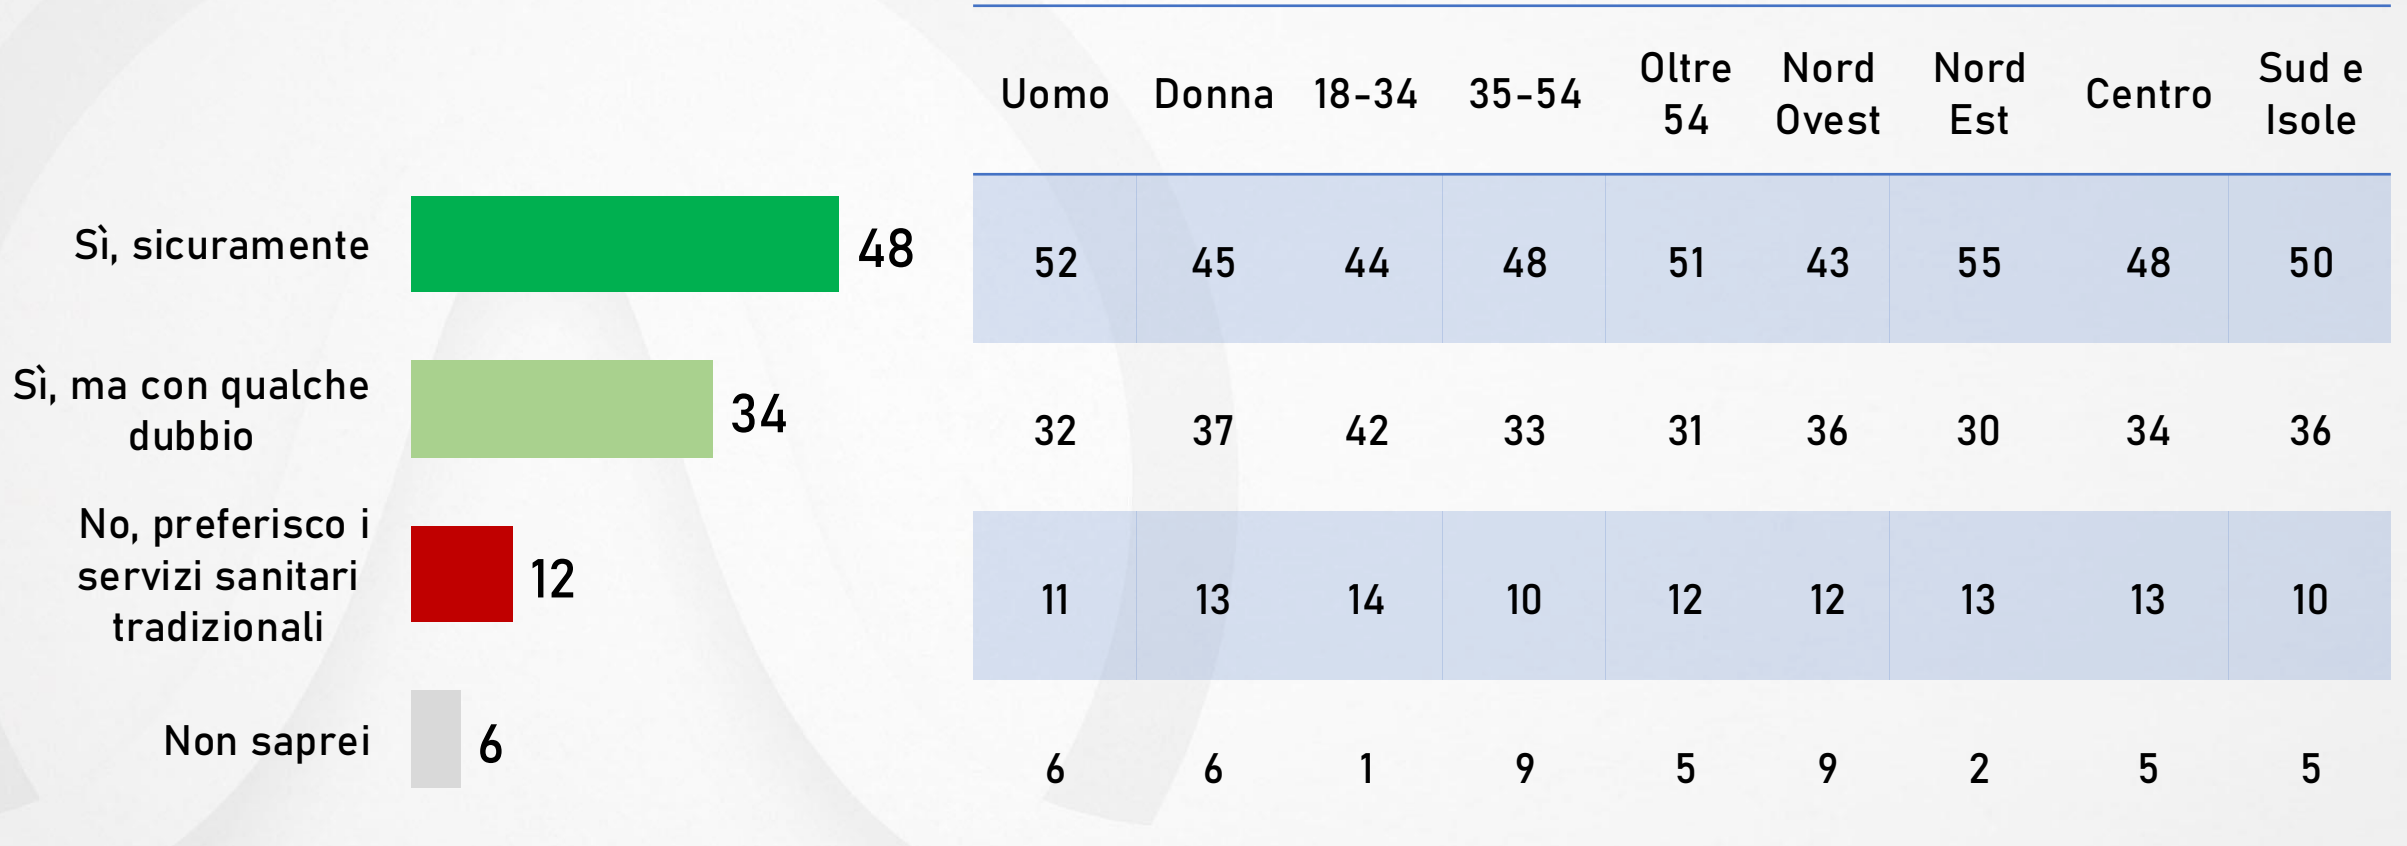 Uomo Donna 18-34 35-54 Oltre 54 Nord Ovest Nord Est Centro Sud e Isole
Sì, sicuramente 48 52 45 44 48 51 43 55 48 50
Sì, ma con qualche
dubbio 34 32 37 42 33 31 36 30 34 36
No, preferisco i
servizi sanitari
tradizionali 12 11 13 14 10 12 12 13 13 10
Non saprei 6 6 6 1 9 5 9 2 5 5